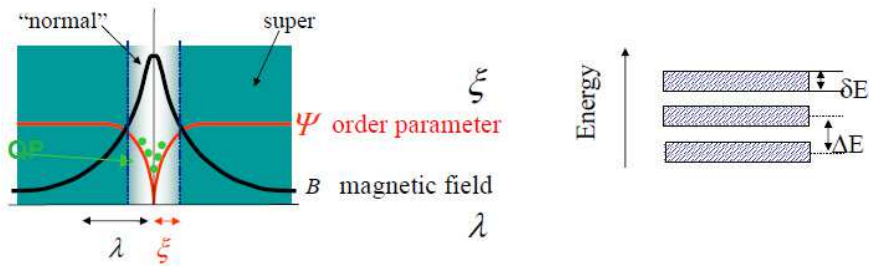 “normal”
super
ξ
Ψ order parameter
QP
B magnetic field
λ ξ
λ
Energy
δE
ΔE